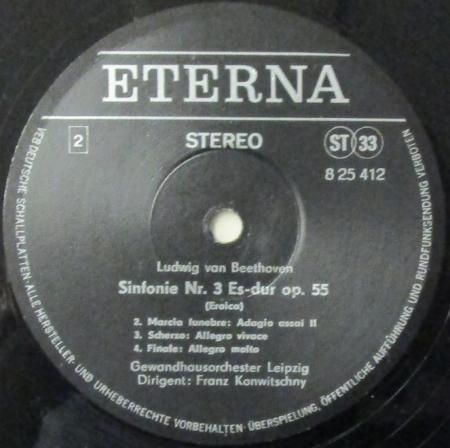 ETERNA
2
STEREO
ST 33
8 25 412
Ludwig van Beethoven
Sinfonie Nr. 3 Es-dur op. 55
(Eroica)
2. Marcia funebre: Adagio assai II
3. Scherzo: Allegro vivace
4. Finale: Allegro molto
Gewandhausorchester Leipzig
Dirigent: Franz Konwitschny
VEB DEUTSCHE SCHALLPLATTEN · ALLE HERSTELLER- UND URHEBERRECHTE VORBEHALTEN · ÜBERSPIELUNG, ÖFFENTLICHE AUFFÜHRUNG UND RUNDFUNKSENDUNG VERBOTEN